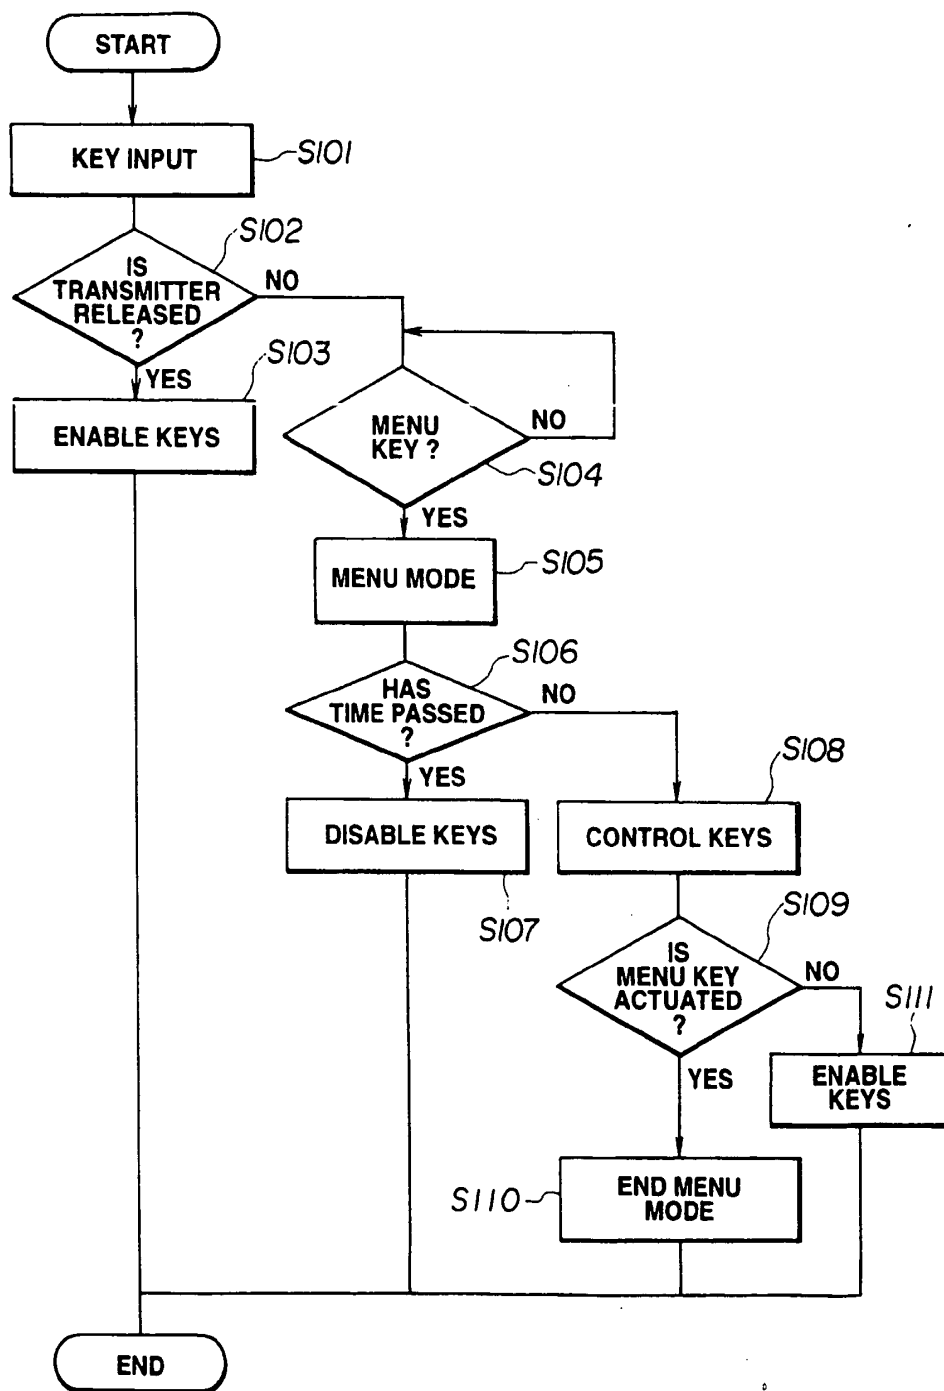 START
KEY INPUT
S101
S102
IS
TRANSMITTER
RELEASED
?
NO
YES
S103
ENABLE KEYS
MENU
KEY ?
NO
S104
YES
MENU MODE
S105
S106
HAS
TIME PASSED
?
NO
YES
S108
DISABLE KEYS
CONTROL KEYS
S107
S109
IS
MENU KEY
ACTUATED
?
NO
S111
YES
ENABLE
KEYS
S110
END MENU
MODE
END